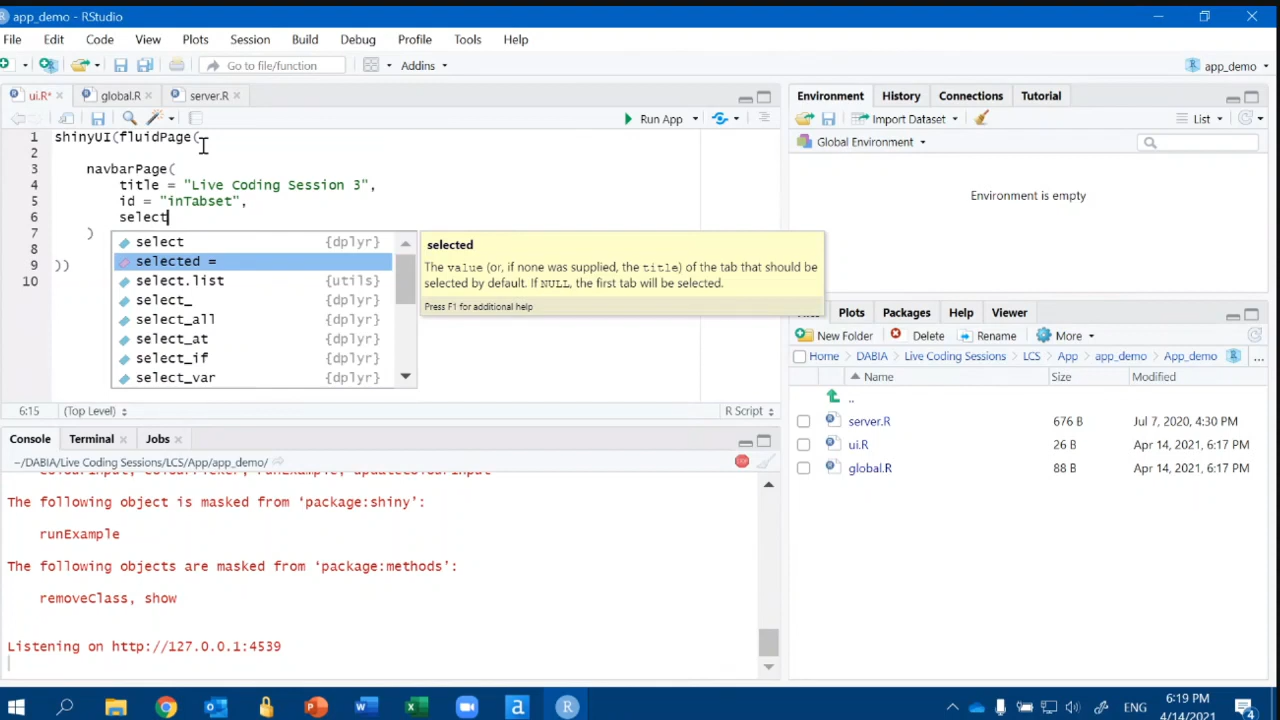 app_demo - RStudio
File Edit Code View Plots Session Build Debug Profile Tools Help
Go to file/function Addins app_demo
ui.R* global.R server.R
Run App
1 shinyUI(fluidPage(
2
3 navbarPage(
4 title = "Live Coding Session 3",
5 id = "inTabset",
6 select
7 )
8
9 ))
10
select {dplyr}
selected =
select.list {utils}
select_ {dplyr}
select_all {dplyr}
select_at {dplyr}
select_if {dplyr}
select_var {dplyr}
selected
The value (or, if none was supplied, the title) of the tab that should be
selected by default. If NULL, the first tab will be selected.
Press F1 for additional help
6:15 (Top Level) R Script
Console Terminal Jobs
~/DABIA/Live Coding Sessions/LCS/App/app_demo/
The following object is masked from ‘package:shiny’:
runExample
The following objects are masked from ‘package:methods’:
removeClass, show
Listening on http://127.0.0.1:4539
Environment History Connections Tutorial
Import Dataset List
Global Environment
Environment is empty
Plots Packages Help Viewer
New Folder Delete Rename More
Home DABIA Live Coding Sessions LCS App app_demo App_demo ...
Name Size Modified
..
server.R 676 B Jul 7, 2020, 4:30 PM
ui.R 26 B Apr 14, 2021, 6:17 PM
global.R 88 B Apr 14, 2021, 6:17 PM
ENG
6:19 PM
4/14/2021
4